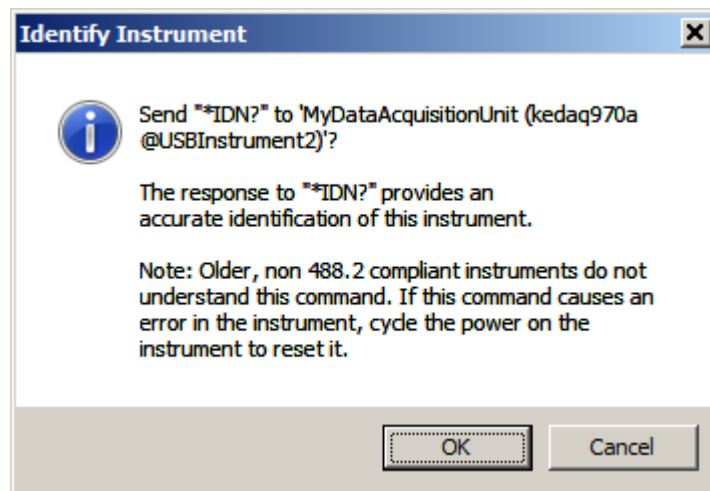 Identify Instrument
Send "*IDN?" to 'MyDataAcquisitionUnit (kedaq970a
@USBInstrument2)'?
The response to "*IDN?" provides an
accurate identification of this instrument.
Note: Older, non 488.2 compliant instruments do not
understand this command. If this command causes an
error in the instrument, cycle the power on the
instrument to reset it.
OK
Cancel